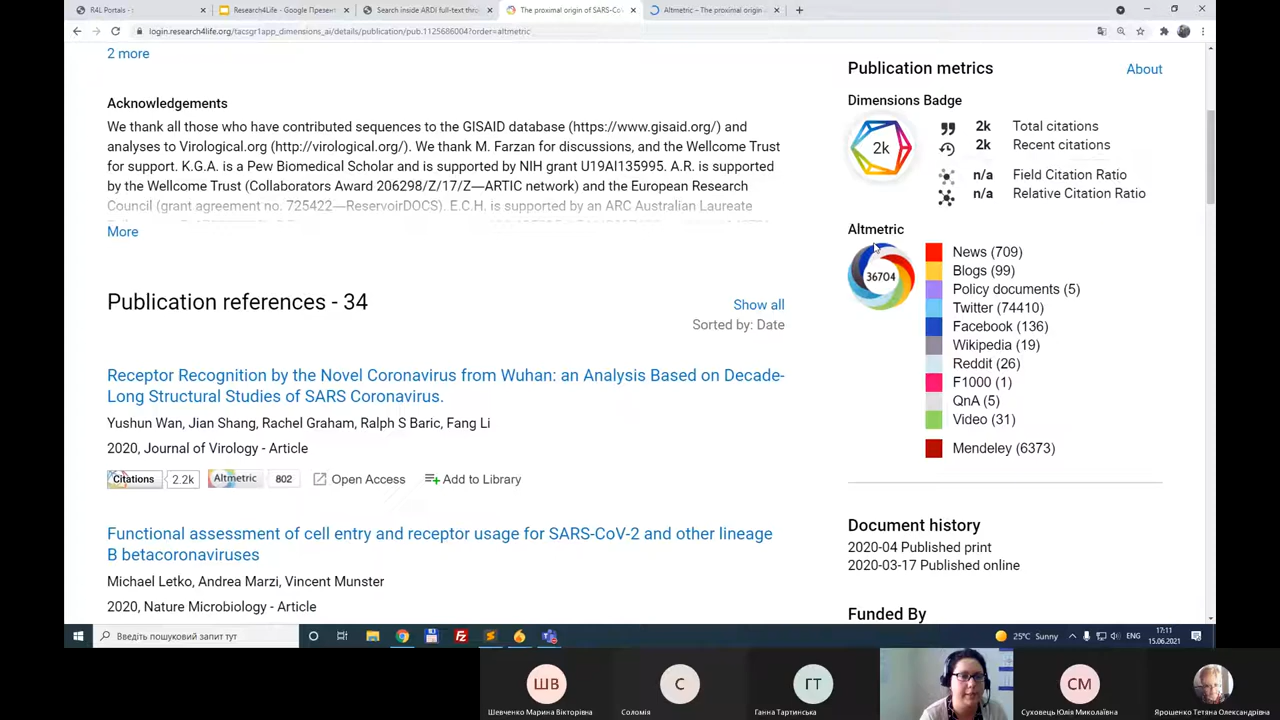 R4L Portals -
Research4Life - Google Презент
Search inside ARDI full-text thr
The proximal origin of SARS-Co
Altmetric – The proximal origin
login.research4life.org/tacsgr1app_dimensions_ai/details/publication/pub.1125686004?order=altmetric
2 more
Acknowledgements
We thank all those who have contributed sequences to the GISAID database (https://www.gisaid.org/) and
analyses to Virological.org (http://virological.org/). We thank M. Farzan for discussions, and the Wellcome Trust
for support. K.G.A. is a Pew Biomedical Scholar and is supported by NIH grant U19AI135995. A.R. is supported
by the Wellcome Trust (Collaborators Award 206298/Z/17/Z—ARTIC network) and the European Research
Council (grant agreement no. 725422—ReservoirDOCS). E.C.H. is supported by an ARC Australian Laureate
More
Publication references - 34
Show all
Sorted by: Date
Receptor Recognition by the Novel Coronavirus from Wuhan: an Analysis Based on Decade-
Long Structural Studies of SARS Coronavirus.
Yushun Wan, Jian Shang, Rachel Graham, Ralph S Baric, Fang Li
2020, Journal of Virology - Article
Citations 2.2k Altmetric 802 Open Access Add to Library
Functional assessment of cell entry and receptor usage for SARS-CoV-2 and other lineage
B betacoronaviruses
Michael Letko, Andrea Marzi, Vincent Munster
2020, Nature Microbiology - Article
Publication metrics
About
Dimensions Badge
2k
2k Total citations
2k Recent citations
n/a Field Citation Ratio
n/a Relative Citation Ratio
Altmetric
36704
News (709)
Blogs (99)
Policy documents (5)
Twitter (74410)
Facebook (136)
Wikipedia (19)
Reddit (26)
F1000 (1)
QnA (5)
Video (31)
Mendeley (6373)
Document history
2020-04 Published print
2020-03-17 Published online
Funded By
Введіть пошуковий запит тут
25°C Sunny
ENG
17:11
15.06.2021
ШВ
С
ГТ
СМ
Шевченко Марина Вікторівна
Соломія
Ганна Тартинська
Суховець Юлія Миколаївна
Ярошенко Тетяна Олександрівна